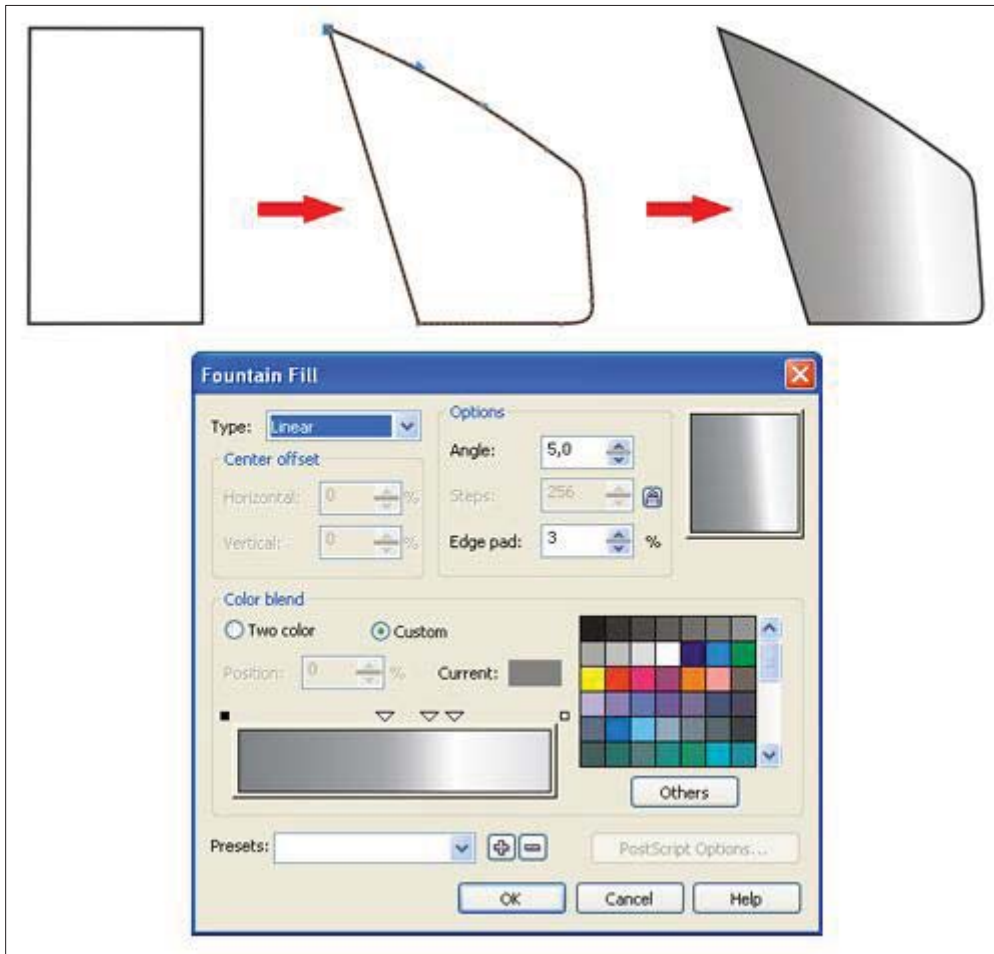 Fountain Fill
Type: Linear
Options
Center offset
Angle: 5,0
Horizontal: 0 %
Steps: 256
Vertical: 0 %
Edge pad: 3 %
Color blend
Two color Custom
Position: 0 % Current:
Others
Presets:
PostScript Options...
OK Cancel Help